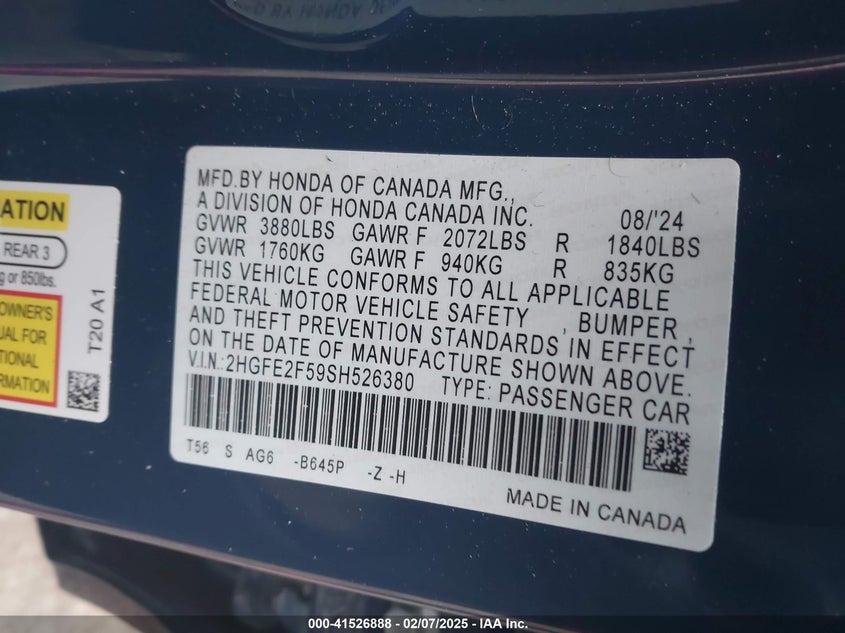 ATION
REAR 3
g or 850lbs.
OWNER'S
UAL FOR
TIONAL
RMATION
T20 A1
MFD.BY HONDA OF CANADA MFG.,
A DIVISION OF HONDA CANADA INC. 08/'24
GVWR 3880LBS GAWR F 2072LBS R 1840LBS
GVWR 1760KG GAWR F 940KG R 835KG
THIS VEHICLE CONFORMS TO ALL APPLICABLE
FEDERAL MOTOR VEHICLE SAFETY , BUMPER ,
AND THEFT PREVENTION STANDARDS IN EFFECT
ON THE DATE OF MANUFACTURE SHOWN ABOVE.
V.I.N.:2HGFE2F59SH526380 TYPE: PASSENGER CAR
T56 S AG6 -B645P -Z -H
MADE IN CANADA
000-41526888 - 02/07/2025 - IAA Inc.